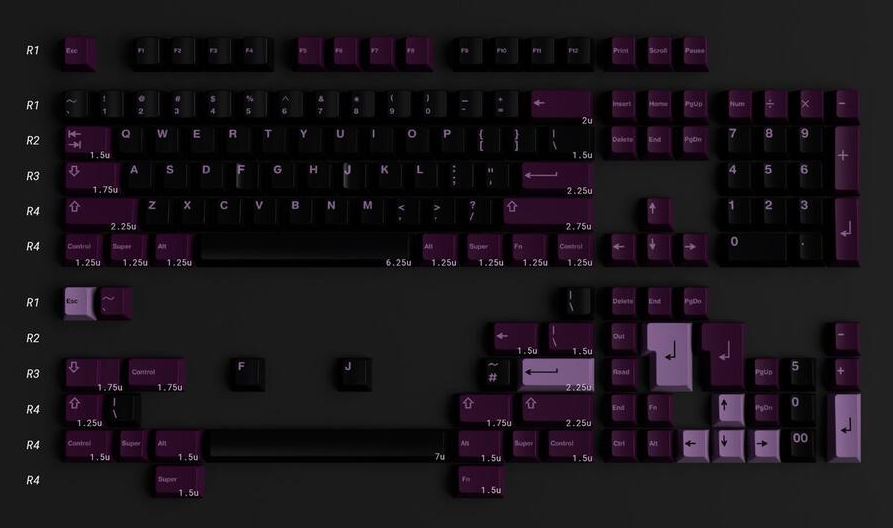 R1 Esc F1 F2 F3 F4 F5 F6 F7 F8 F9 F10 F11 F12 Print Scroll Pause
R1 ~ ` ! 1 @ 2 # 3 $ 4 % 5 ^ 6 & 7 * 8 ( 9 ) 0 _ - + = ← 2u Insert Home PgUp Num ÷ × -
R2 1.5u Q W E R T Y U I O P { [ } ] | \ 1.5u Delete End PgDn 7 8 9 +
R3 1.75u A S D F G H J K L : ; " ' 2.25u 4 5 6
R4 ⇧ 2.25u Z X C V B N M < , > . ? / ⇧ 2.75u ↑ 1 2 3
R4 Control 1.25u Super 1.25u Alt 1.25u 6.25u Alt 1.25u Super 1.25u Fn 1.25u Control 1.25u ← ↓ → 0 .
R1 Esc ~ ` | \ Delete End PgDn
R2 ← 1.5u | \ 1.5u Out -
R3 1.75u Control 1.75u F J ~ # 2.25u Read PgUp 5 +
R4 ⇧ 1.25u | \ ⇧ 1.75u ⇧ 2.25u End Fn ↑ PgDn 0
R4 Control 1.5u Super Alt 1.5u 7u Alt 1.5u Super Control 1.5u Ctrl Alt ← ↓ → 00
R4 Super 1.5u Fn 1.5u